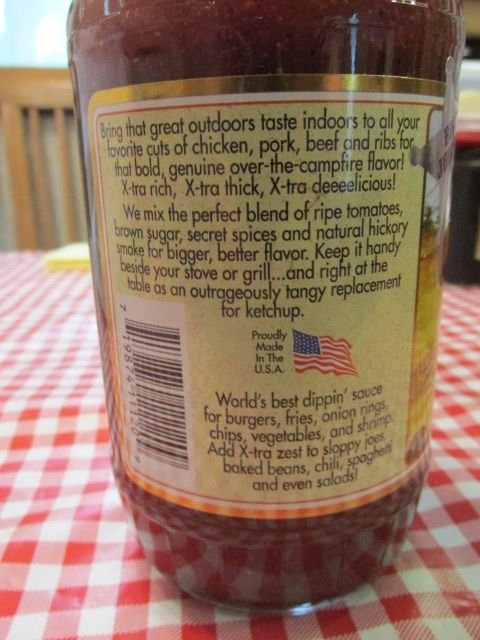 Bring that great outdoors taste indoors to all your
favorite cuts of chicken, pork, beef and ribs for
that bold, genuine over-the-campfire flavor!
X-tra rich, X-tra thick, X-tra deeeelicious!
We mix the perfect blend of ripe tomatoes,
brown sugar, secret spices and natural hickory
smoke for bigger, better flavor. Keep it handy
beside your stove or grill...and right at the
table as an outrageously tangy replacement
for ketchup.
Proudly
Made
In The
U.S.A.
7 19874 11120 9
World's best dippin' sauce
for burgers, fries, onion rings,
chips, vegetables, and shrimp.
Add X-tra zest to sloppy joes,
baked beans, chili, spaghetti
and even salads!